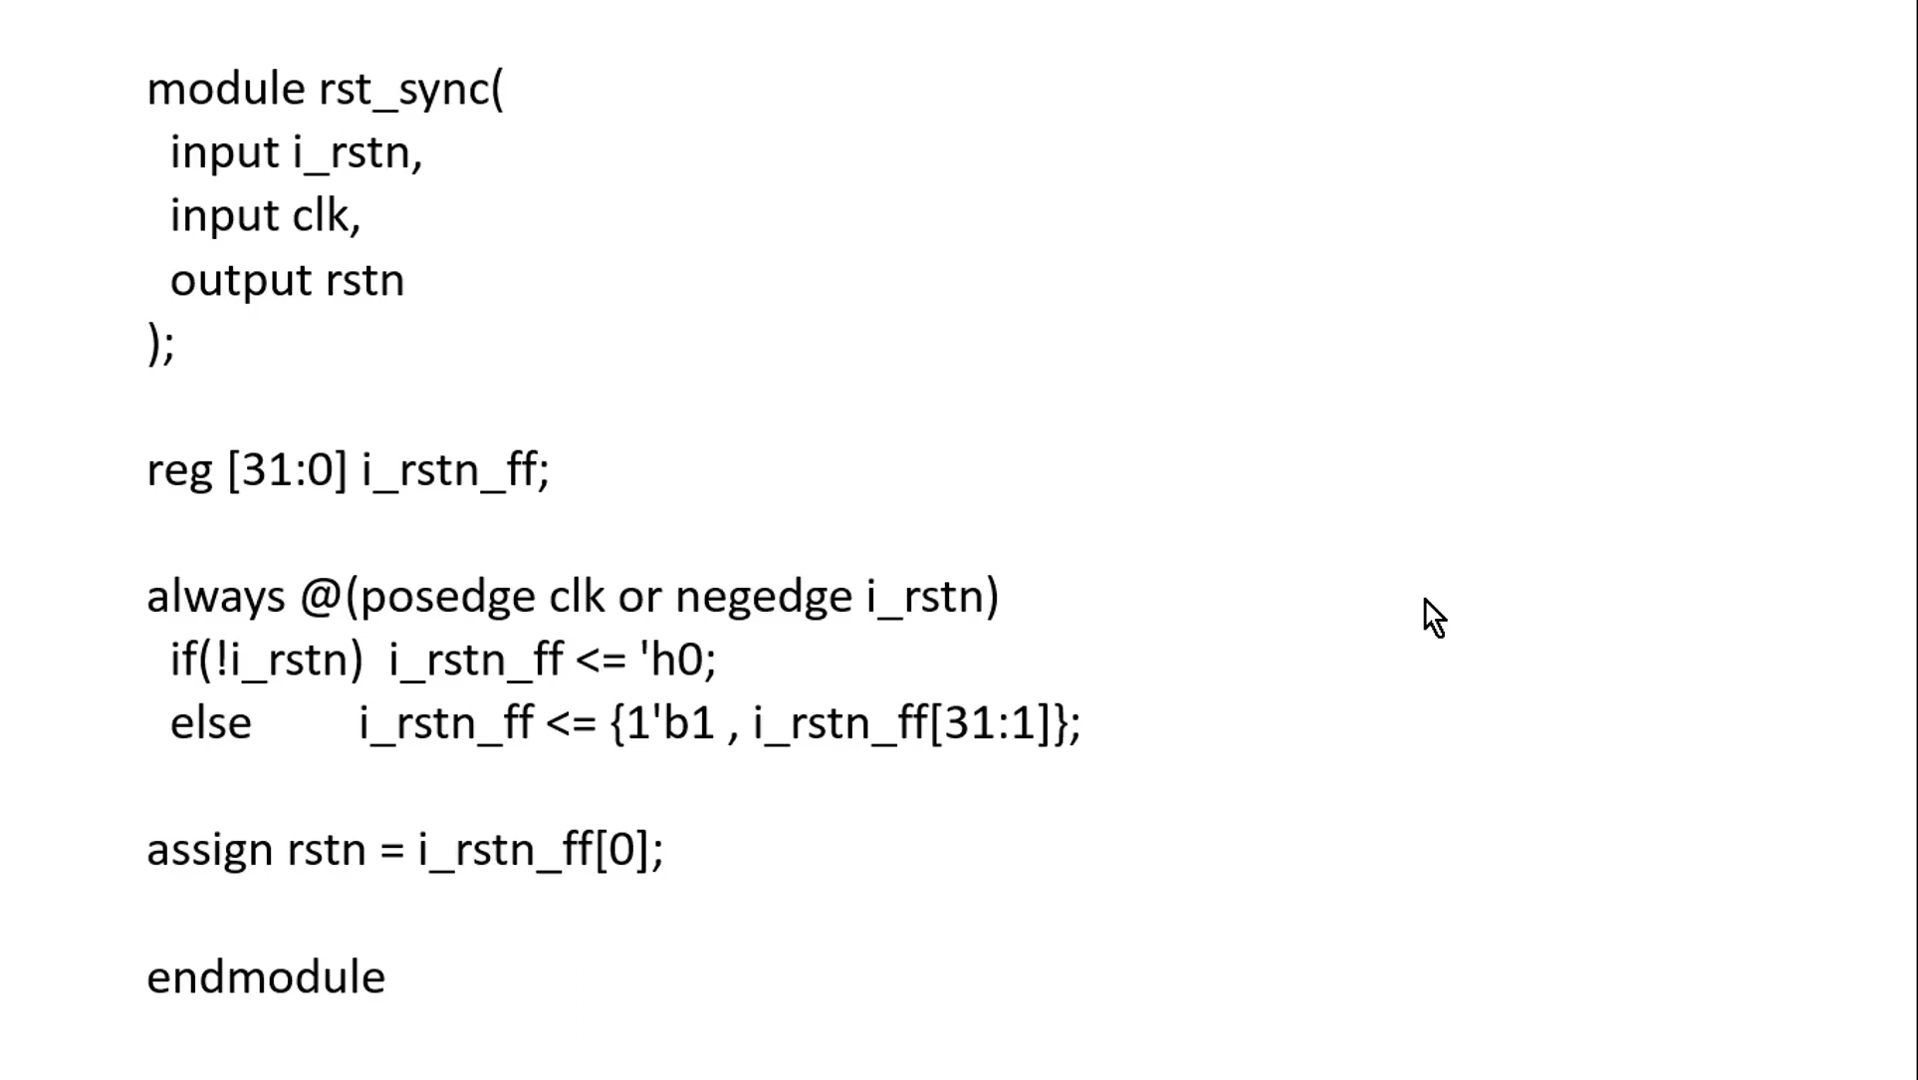 module rst_sync(
input i_rstn,
input clk,
output rstn
);
reg [31:0] i_rstn_ff;
always @(posedge clk or negedge i_rstn)
if(!i_rstn) i_rstn_ff <= 'h0;
else i_rstn_ff <= {1'b1 , i_rstn_ff[31:1]};
assign rstn = i_rstn_ff[0];
endmodule